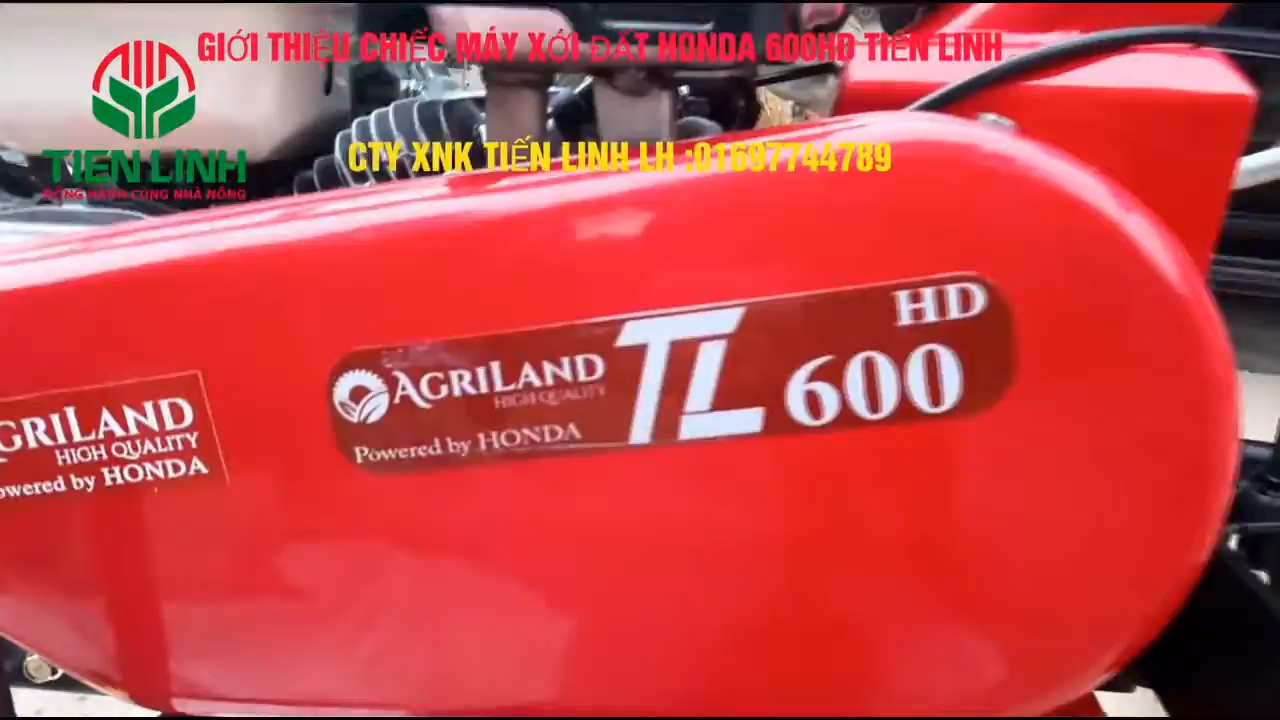 GIỚI THIỆU CHIẾC MÁY XỚI ĐẤT HONDA 600HD TIẾN LINH
TIEN LINH
ĐỒNG HÀNH CÙNG NHÀ NÔNG
CTY XNK TIẾN LINH LH :01697744789
AGRILAND
HIGH QUALITY
Powered by HONDA
TL
600
HD
GRILAND
HIGH QUALITY
owered by HONDA